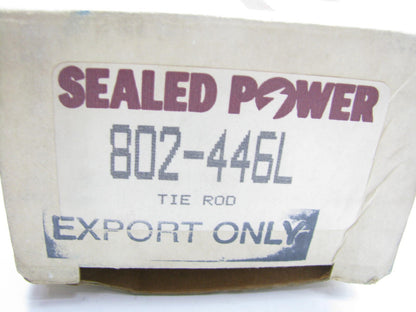 SEALED POWER
802-446L
TIE ROD
EXPORT ONLY